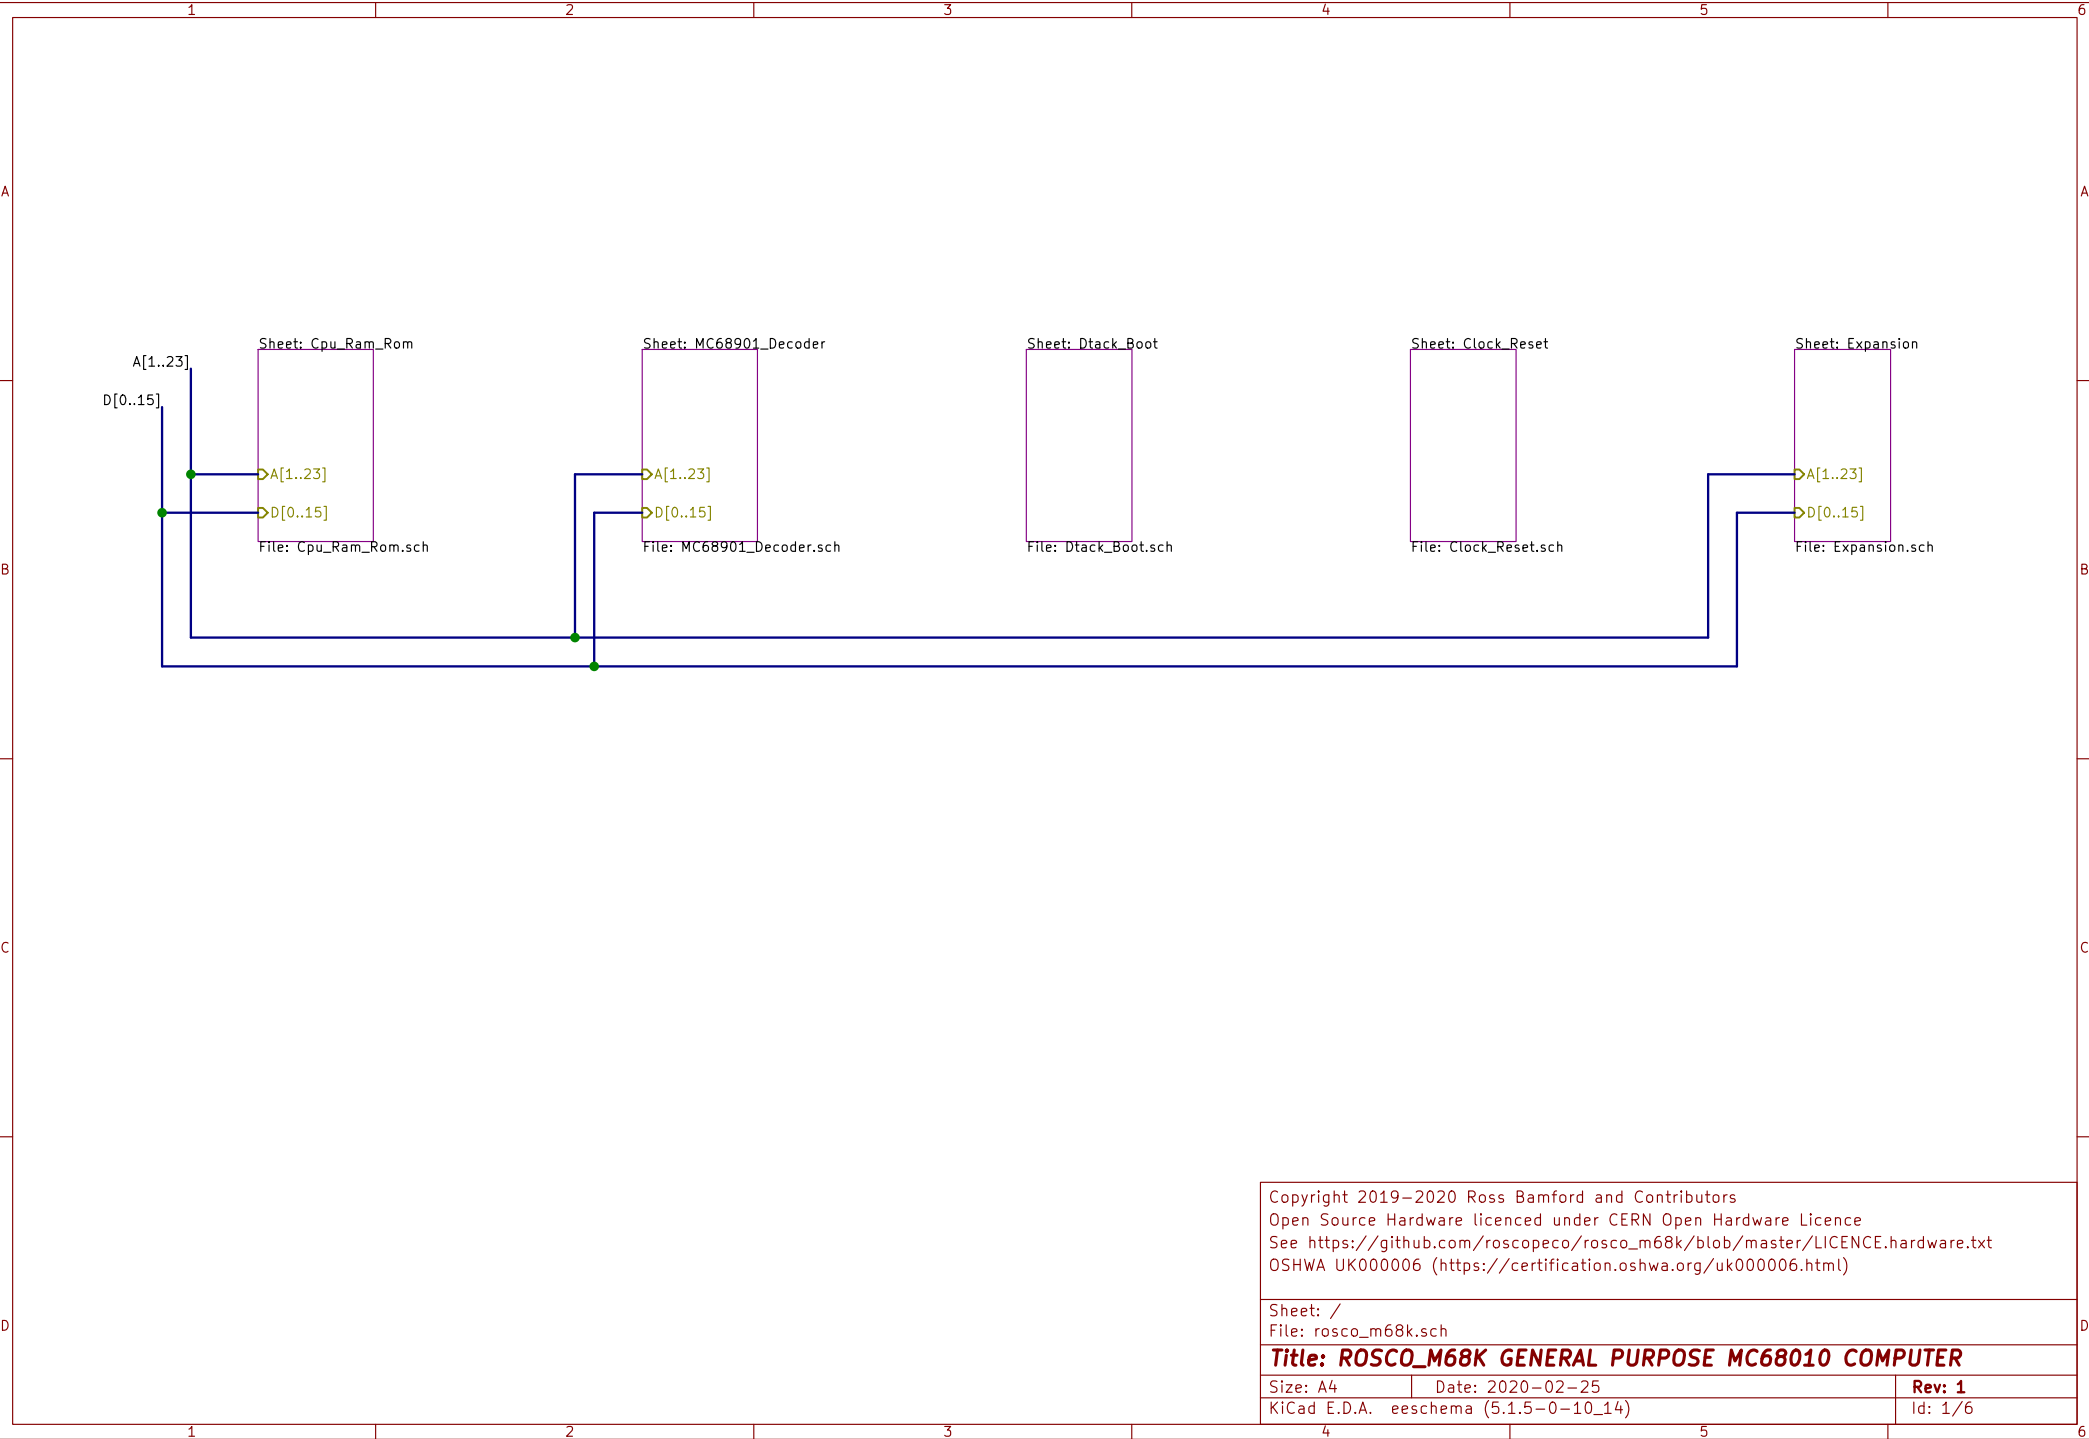 1 2 3 4 5 6
A A
Sheet: Cpu_Ram_Rom Sheet: MC68901_Decoder Sheet: Dtack_Boot Sheet: Clock_Reset Sheet: Expansion
A[1..23]
D[0..15]
A[1..23] A[1..23] A[1..23]
D[0..15] D[0..15] D[0..15]
File: Cpu_Ram_Rom.sch File: MC68901_Decoder.sch File: Dtack_Boot.sch File: Clock_Reset.sch File: Expansion.sch
B B
C C
Copyright 2019-2020 Ross Bamford and Contributors
Open Source Hardware licenced under CERN Open Hardware Licence
See https://github.com/roscopeco/rosco_m68k/blob/master/LICENCE.hardware.txt
OSHWA UK000006 (https://certification.oshwa.org/uk000006.html)
Sheet: /
D D
File: rosco_m68k.sch
Title: ROSCO_M68K GENERAL PURPOSE MC68010 COMPUTER
Size: A4 Date: 2020-02-25 Rev: 1
KiCad E.D.A. eeschema (5.1.5-0-10_14) Id: 1/6
1 2 3 4 5 6